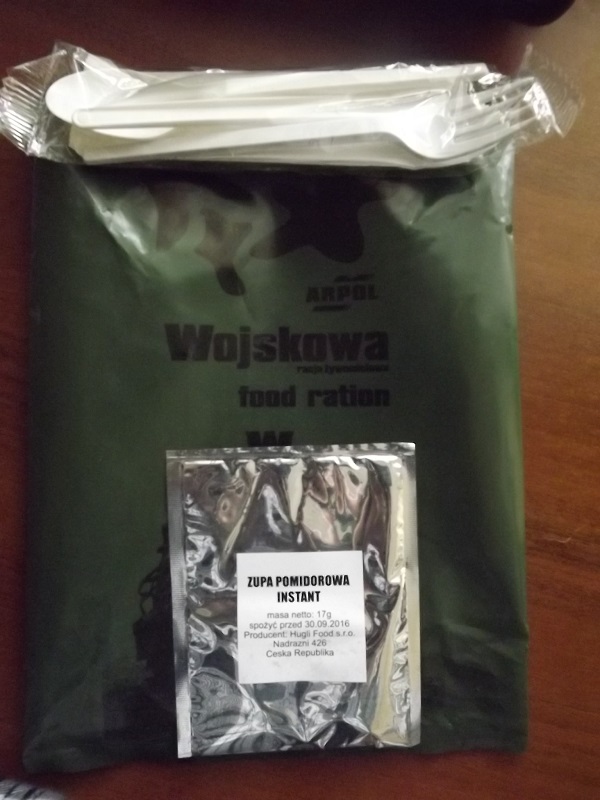 ARPOL
Wojskowa
racja żywnościowa
food ration
W
ZUPA POMIDOROWA
INSTANT
masa netto: 17g
spożyć przed 30.09.2016
Producent: Hugli Food s.r.o.
Nadrazni 426
Ceska Republika